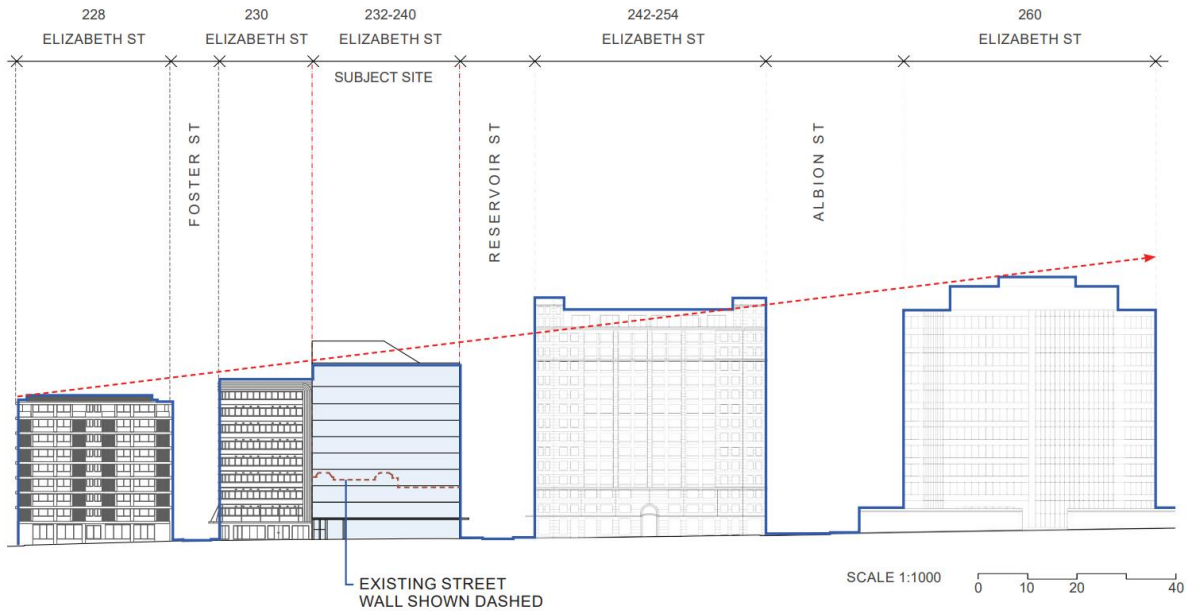 228
ELIZABETH ST
230
ELIZABETH ST
232-240
ELIZABETH ST
242-254
ELIZABETH ST
260
ELIZABETH ST
SUBJECT SITE
FOSTER ST
RESERVOIR ST
ALBION ST
EXISTING STREET
WALL SHOWN DASHED
SCALE 1:1000
0 10 20 40